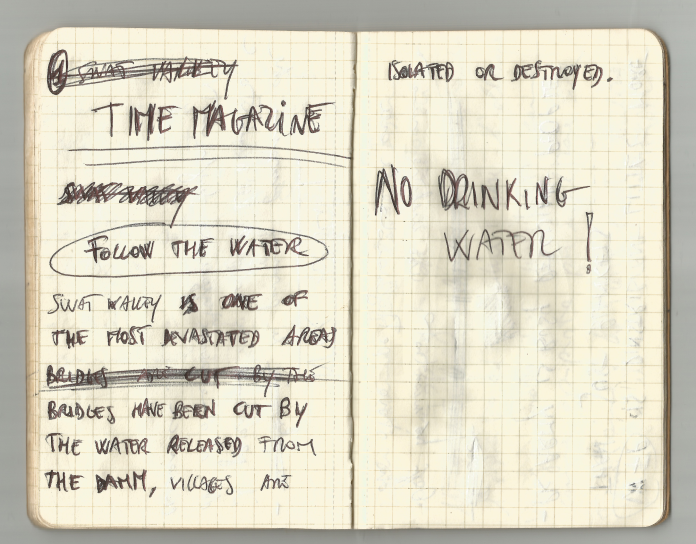 SWAT VALLEY
TIME MAGAZINE
SWAT VALLEY
FOLLOW THE WATER
SWAT VALLEY IS ONE OF
THE MOST DEVASTATED AREAS
BRIDGES ARE CUT BY THE
BRIDGES HAVE BEEN CUT BY
THE WATER RELEASED FROM
THE DAMM, VILLAGES ARE
ISOLATED OR DESTROYED.
NO DRINKING
WATER!